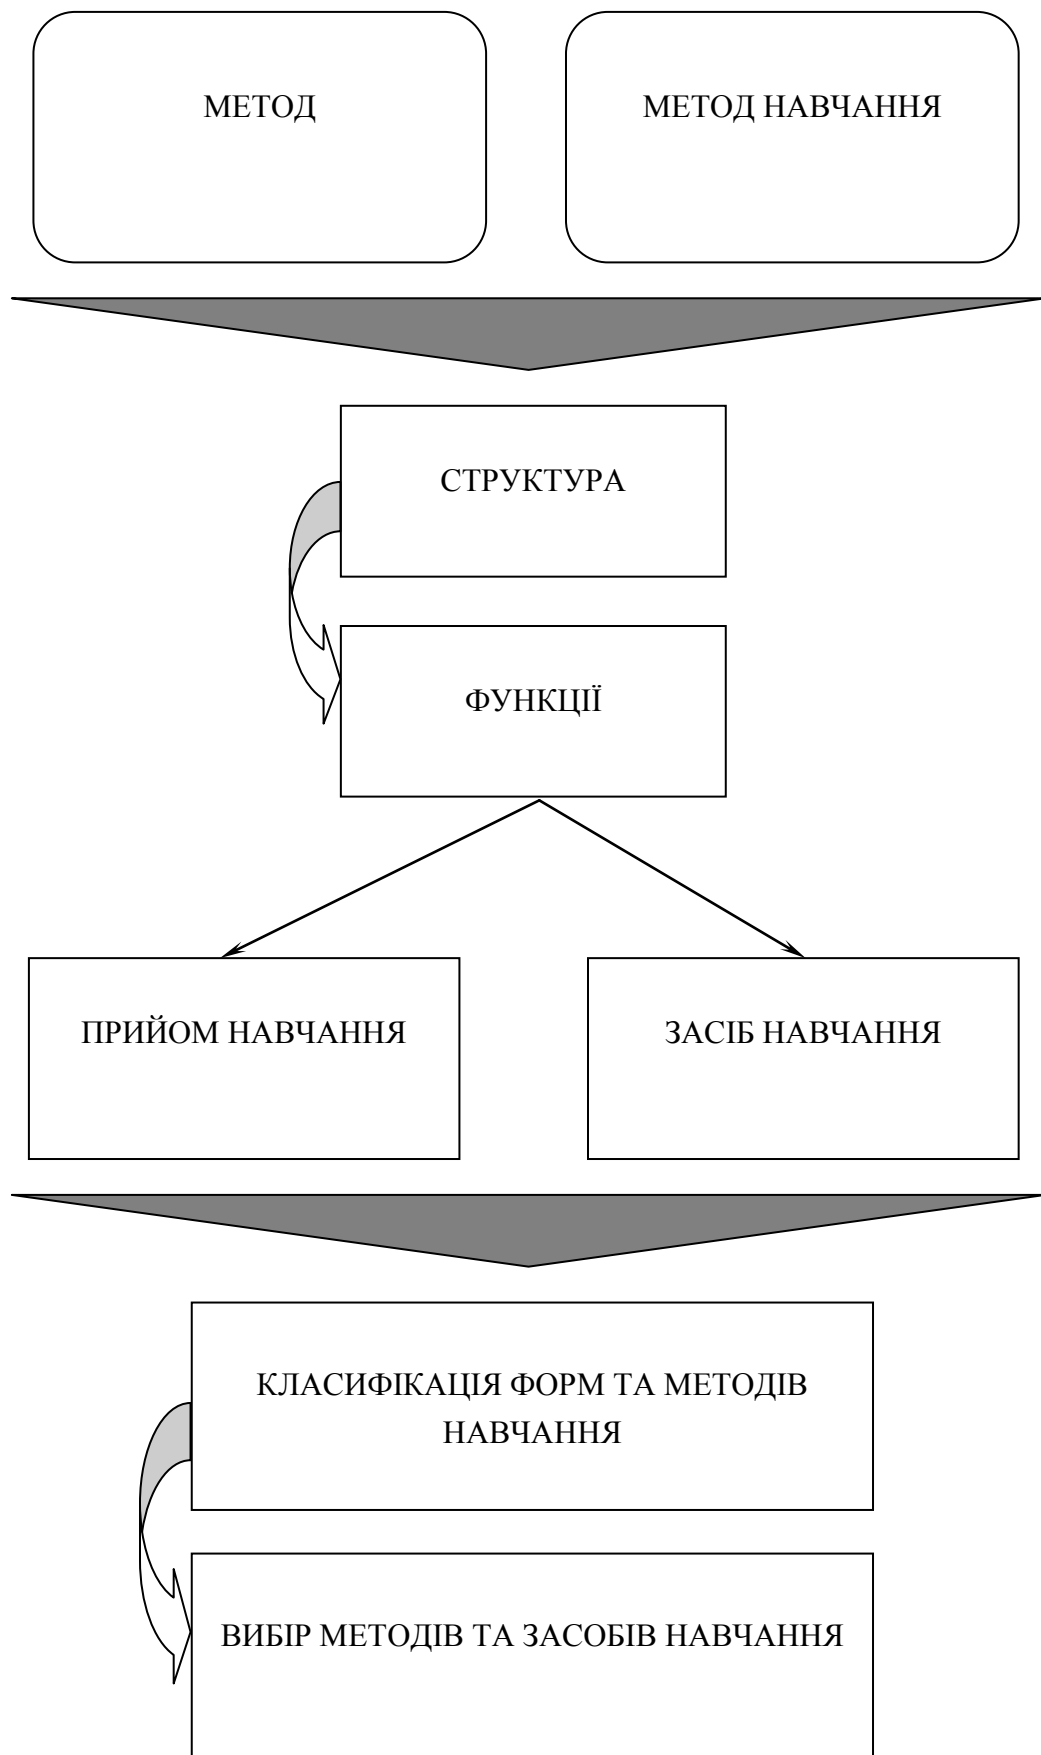 МЕТОД
МЕТОД НАВЧАННЯ
СТРУКТУРА
ФУНКЦІЇ
ПРИЙОМ НАВЧАННЯ
ЗАСІБ НАВЧАННЯ
КЛАСИФІКАЦІЯ ФОРМ ТА МЕТОДІВ
НАВЧАННЯ
ВИБІР МЕТОДІВ ТА ЗАСОБІВ НАВЧАННЯ